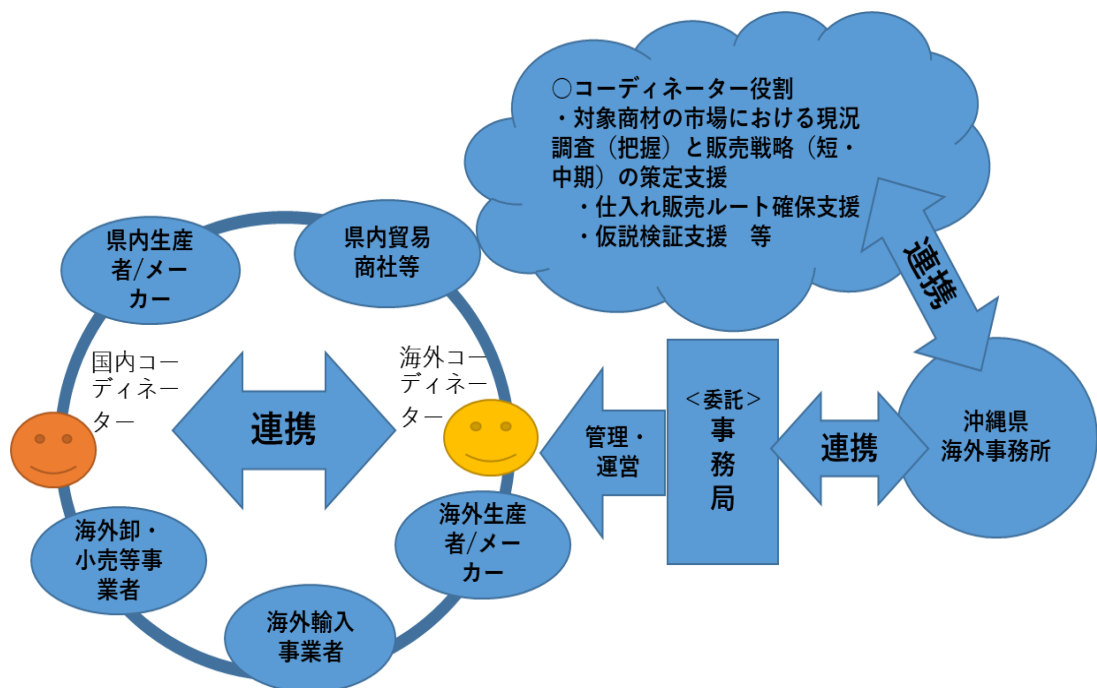 ○コーディネーター役割
・対象商材の市場における現況
調査（把握）と販売戦略（短・
中期）の策定支援
・仕入れ販売ルート確保支援
・仮説検証支援　等
県内生産
者/メー
カー
県内貿易
商社等
国内コー
ディネー
ター
連携
海外コー
ディネー
ター
海外卸・
小売等事
業者
海外輸入
事業者
海外生産
者/メー
カー
管理・
運営
＜委託＞
事
務
局
連携
連携
沖縄県
海外事務所